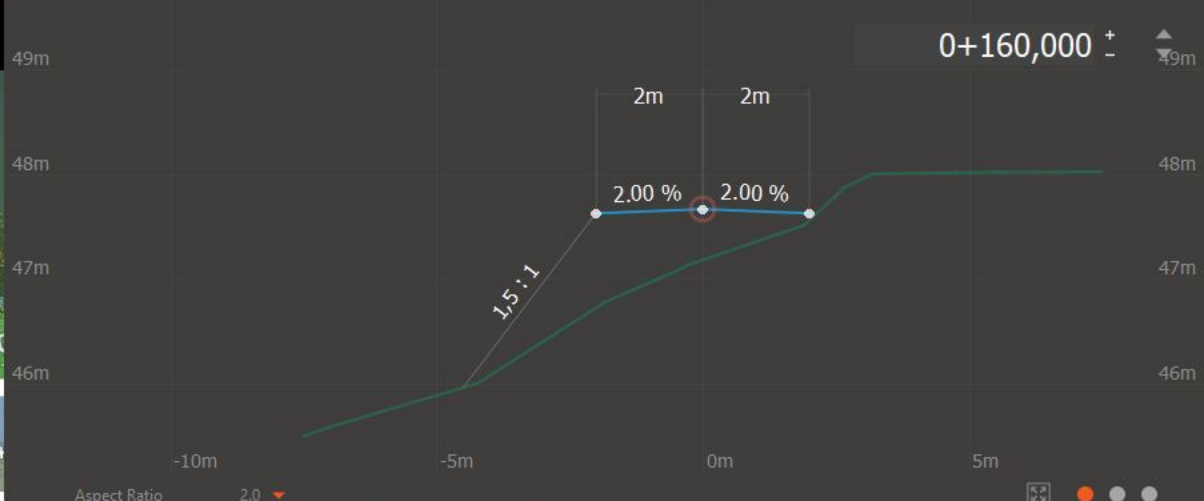 0+160,000 + -
49m 49m
2m 2m
48m 48m
2.00 % 2.00 %
47m 47m
1,5 : 1
46m 46m
-10m -5m 0m 5m
Aspect Ratio 2.0